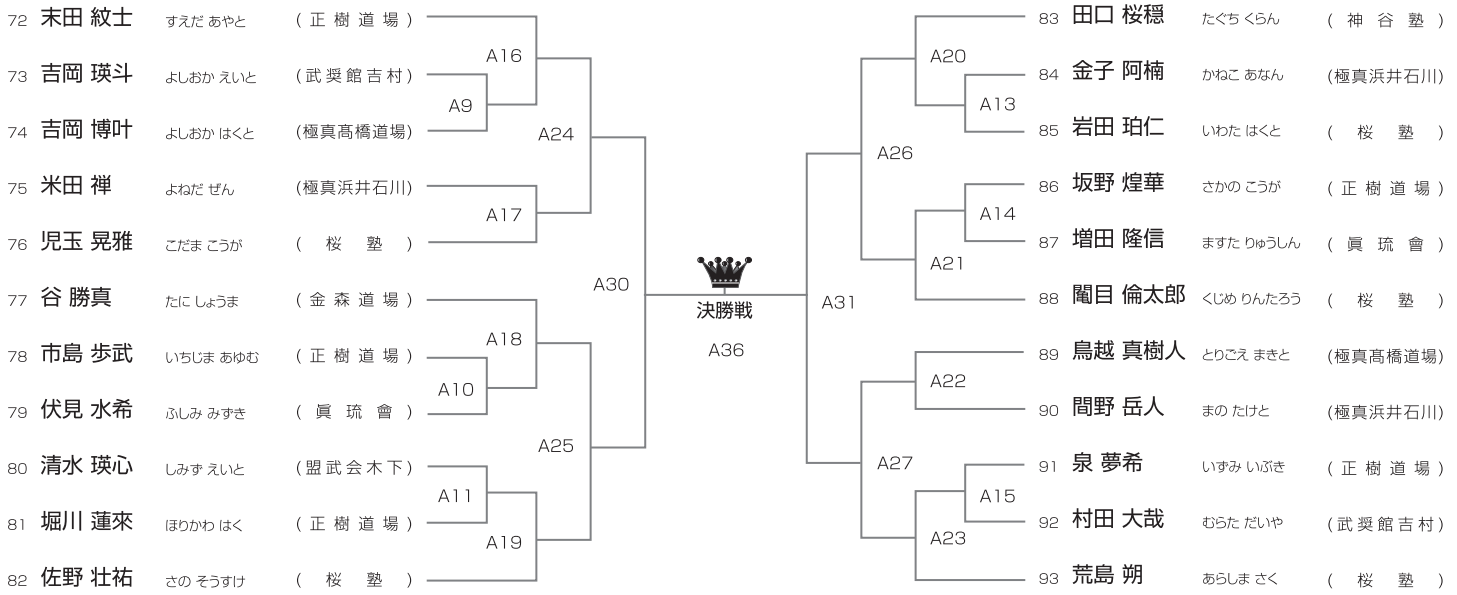 72 末田 紋士 すえだ あやと (正樹道場)
73 吉岡 瑛斗 よしおか えいと (武奨館吉村)
74 吉岡 博叶 よしおか はくと (極真髙橋道場)
75 米田 禅 よねだ ぜん (極真浜井石川)
76 児玉 晃雅 こだま こうが (桜塾)
77 谷 勝真 たに しょうま (金森道場)
78 市島 歩武 いちじま あゆむ (正樹道場)
79 伏見 水希 ふしみ みずき (眞琉會)
80 清水 瑛心 しみず えいと (盟武会木下)
81 堀川 蓮來 ほりかわ はく (正樹道場)
82 佐野 壮祐 さの そうすけ (桜塾)
A16
A9
A24
A17
A30
A18
A10
A25
A11
A19
決勝戦
A36
A20
A13
A26
A14
A21
A31
A22
A27
A15
A23
83 田口 桜穏 たぐち くらん (神谷塾)
84 金子 阿楠 かねこ あなん (極真浜井石川)
85 岩田 珀仁 いわた はくと (桜塾)
86 坂野 煌華 さかの こうが (正樹道場)
87 増田 隆信 ますた りゅうしん (眞琉會)
88 鬮目 倫太郎 くじめ りんたろう (桜塾)
89 鳥越 真樹人 とりごえ まきと (極真髙橋道場)
90 間野 岳人 まの たけと (極真浜井石川)
91 泉 夢希 いずみ いぶき (正樹道場)
92 村田 大哉 むらた だいや (武奨館吉村)
93 荒島 朔 あらしま さく (桜塾)